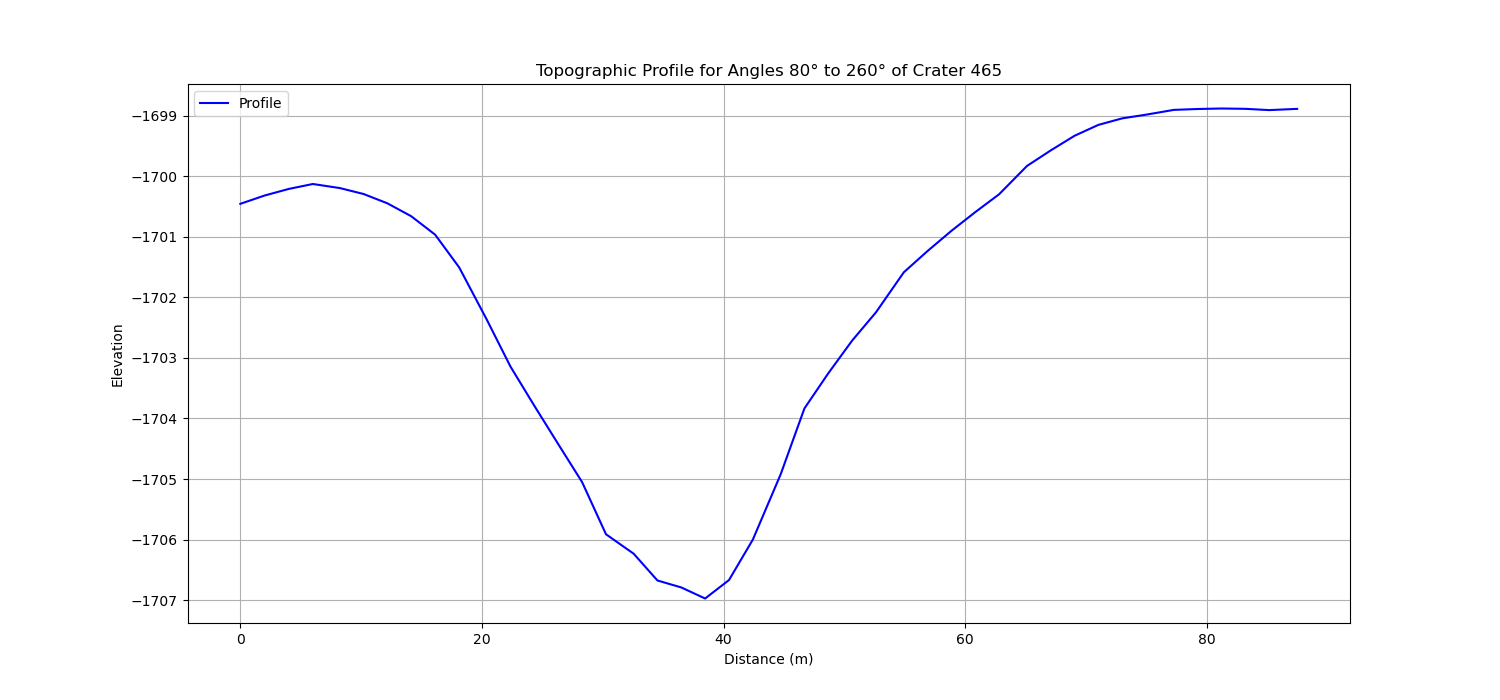 Topographic Profile for Angles 80° to 260° of Crater 465
Profile
−1699
−1700
−1701
−1702
−1703
−1704
−1705
−1706
−1707
Elevation
0 20 40 60 80
Distance (m)